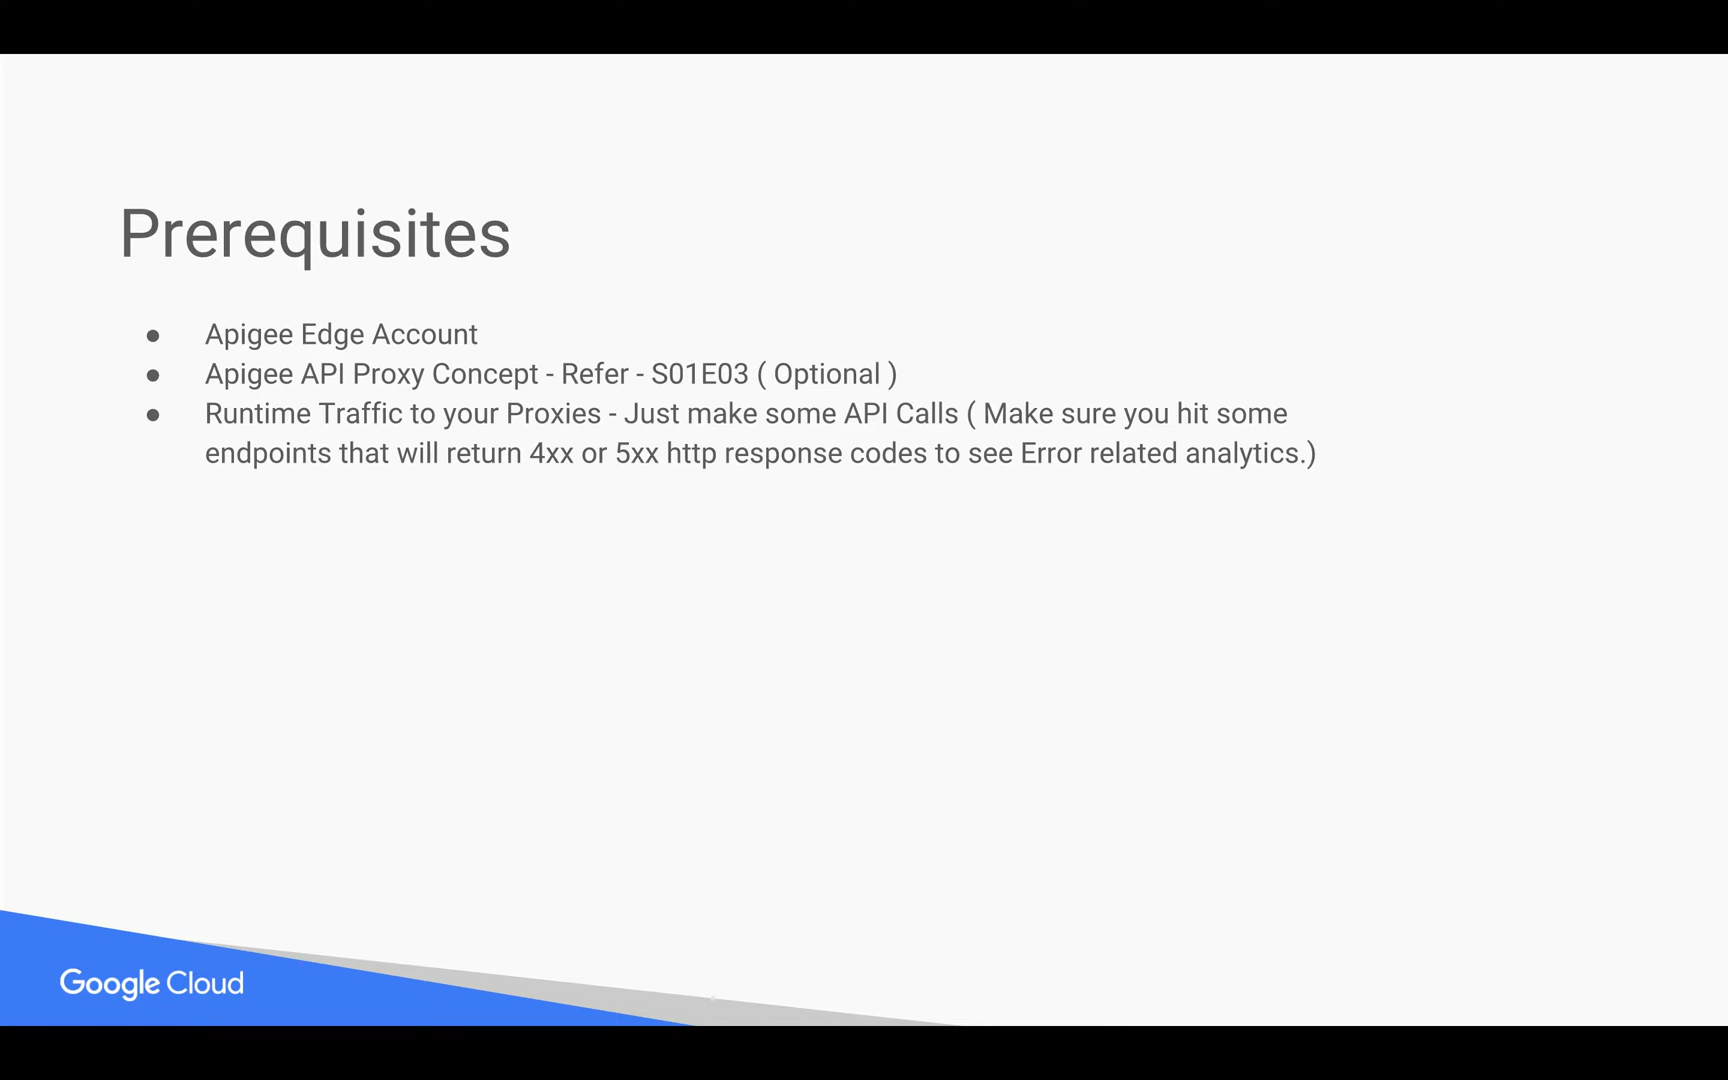 Prerequisites
● Apigee Edge Account
● Apigee API Proxy Concept - Refer - S01E03 ( Optional )
● Runtime Traffic to your Proxies - Just make some API Calls ( Make sure you hit some
endpoints that will return 4xx or 5xx http response codes to see Error related analytics.)
Google Cloud